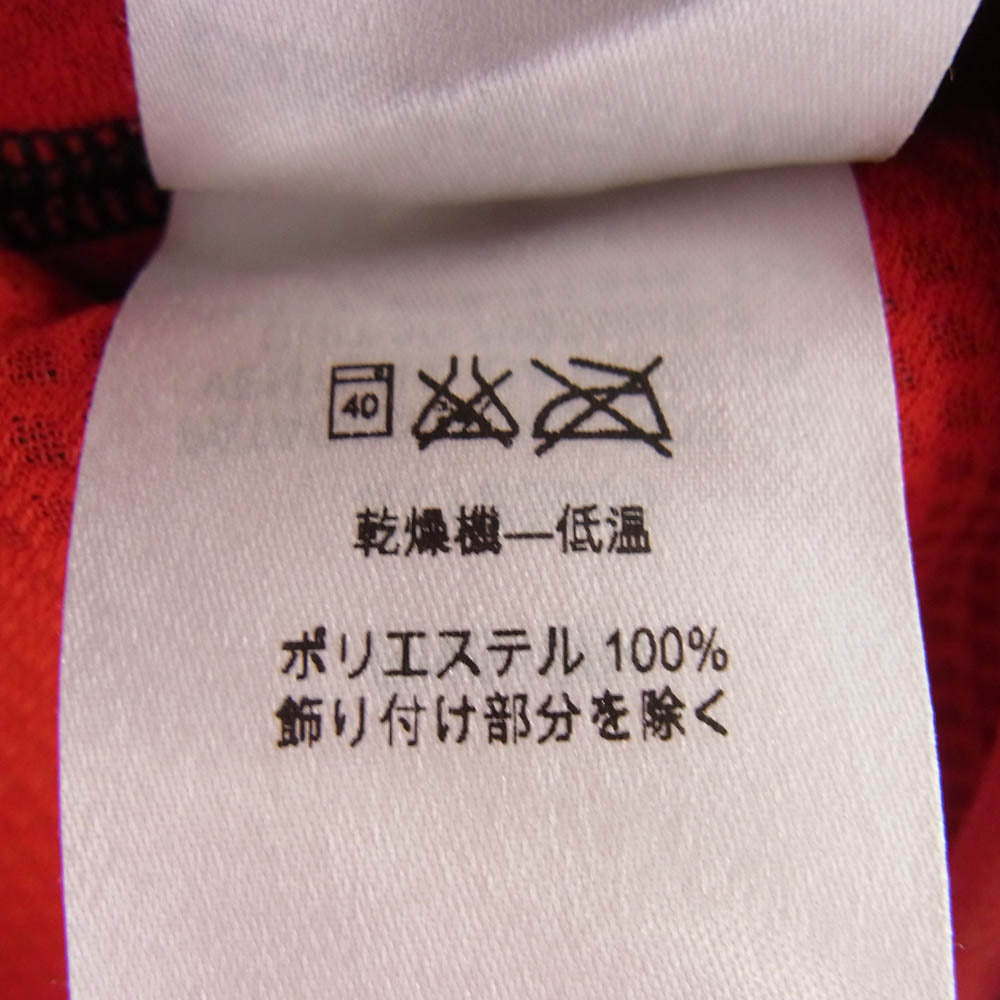 40
乾燥機—低温
ポリエステル 100%
飾り付け部分を除く